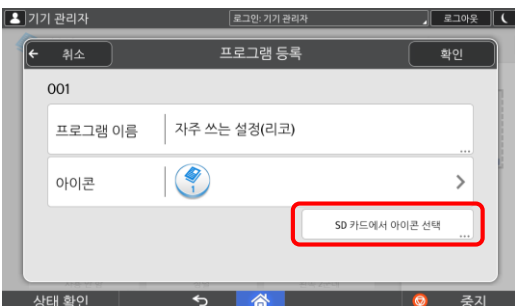 기기 관리자
로그인: 기기 관리자
로그아웃
취소
프로그램 등록
확인
001
프로그램 이름
자주 쓰는 설정(리코)
...
아이콘
1
SD 카드에서 아이콘 선택
...
상태 확인
중지